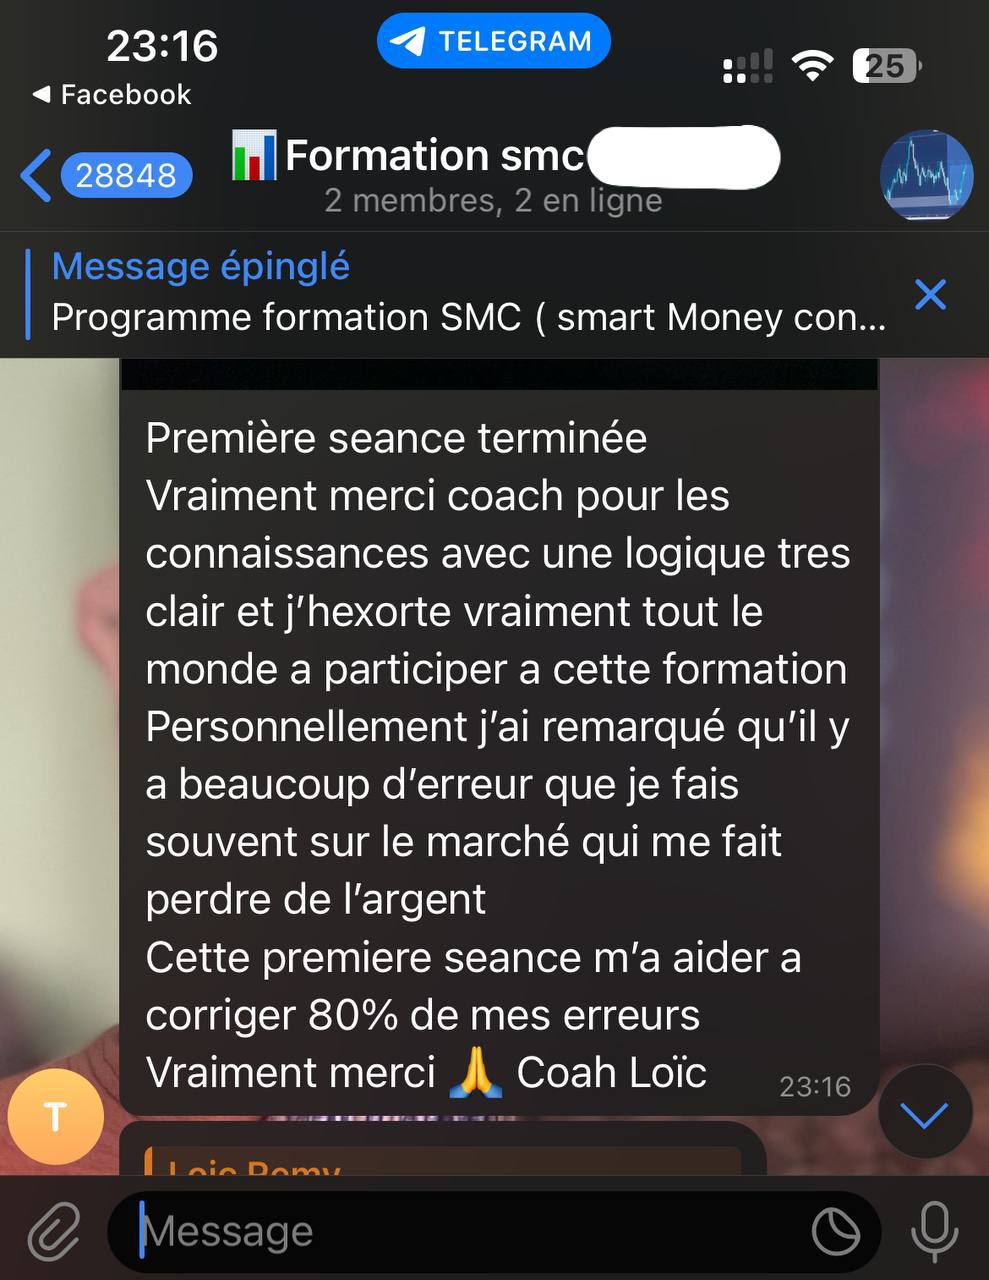 23:16
TELEGRAM
25
Facebook
28848
Formation smc
2 membres, 2 en ligne
Message épinglé
Programme formation SMC ( smart Money con...
Première seance terminée
Vraiment merci coach pour les
connaissances avec une logique tres
clair et j’hexorte vraiment tout le
monde a participer a cette formation
Personnellement j’ai remarqué qu’il y
a beaucoup d’erreur que je fais
souvent sur le marché qui me fait
perdre de l’argent
Cette premiere seance m’a aider a
corriger 80% de mes erreurs
Vraiment merci 🙏 Coah Loïc
23:16
T
Lois Remy
Message